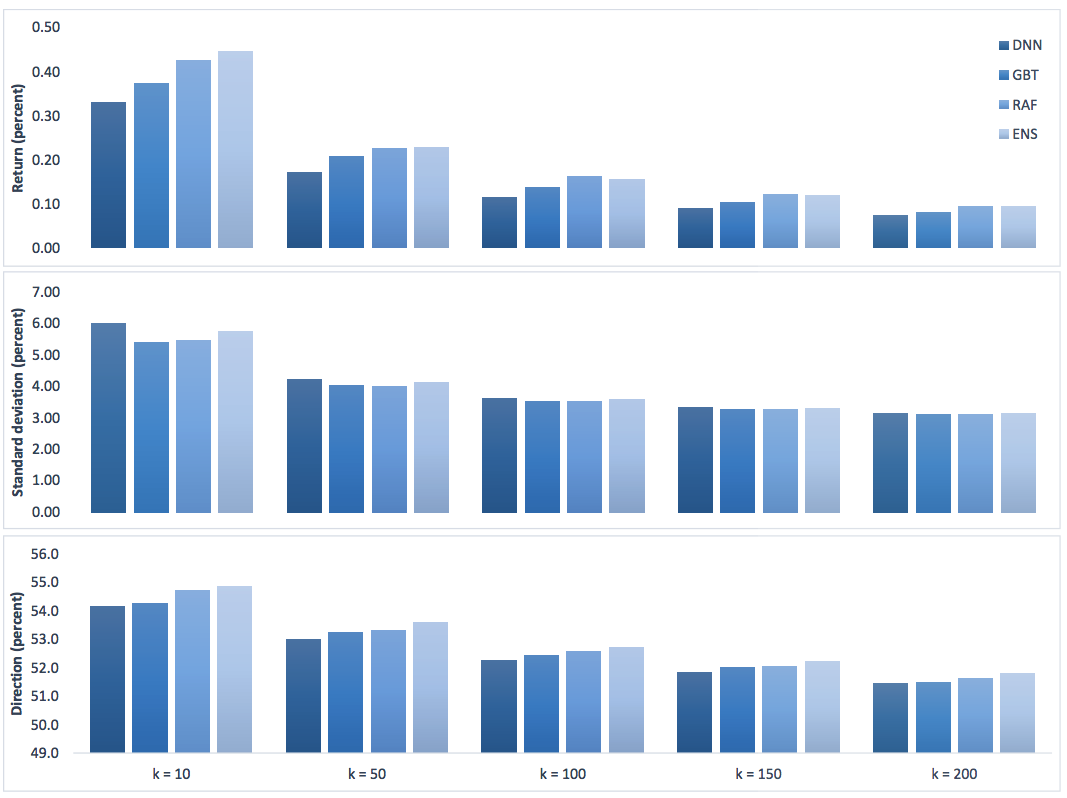 Return (percent)
0.50
0.40
0.30
0.20
0.10
0.00
DNN
GBT
RAF
ENS
Standard deviation (percent)
7.00
6.00
5.00
4.00
3.00
2.00
1.00
0.00
Direction (percent)
56.0
55.0
54.0
53.0
52.0
51.0
50.0
49.0
k = 10
k = 50
k = 100
k = 150
k = 200